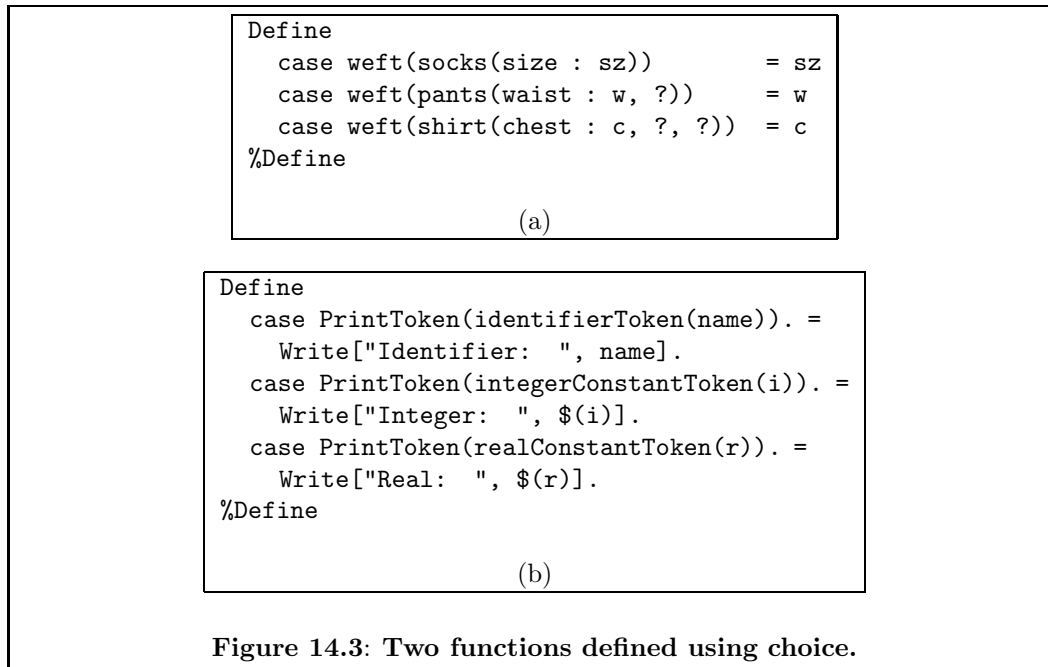 Define
  case weft(socks(size : sz))        = sz
  case weft(pants(waist : w, ?))     = w
  case weft(shirt(chest : c, ?, ?))  = c
%Define
(a)
Define
  case PrintToken(identifierToken(name)). =
    Write["Identifier:  ", name].
  case PrintToken(integerConstantToken(i)). =
    Write["Integer:  ", $(i)].
  case PrintToken(realConstantToken(r)). =
    Write["Real:  ", $(r)].
%Define
(b)
Figure 14.3: Two functions defined using choice.